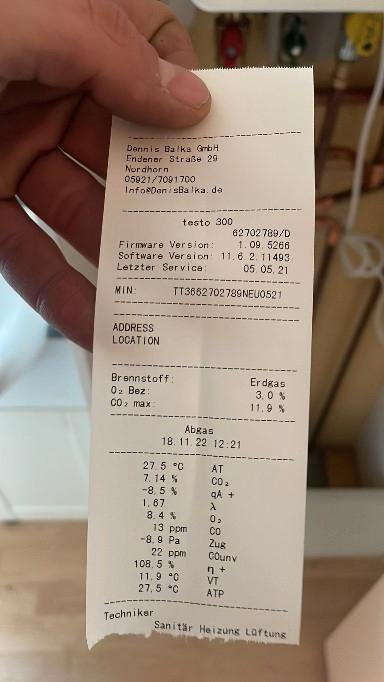 Dennis Balka GmbH
Endener Straße 29
Nordhorn
05921/7091700
Info@DenisBalka.de
testo 300
62702789/D
Firmware Version: 1.09.5266
Software Version: 11.6.2.11493
Letzter Service: 05.05.21
MIN: TT3662702789NEU0521
ADDRESS
LOCATION
Brennstoff: Erdgas
O₂ Bez: 3,0 %
CO₂ max: 11.9 %
Abgas
18.11.22 12:21
27.5 °C AT
7.14 % CO₂
-8.5 % qA +
1.67 λ
8.4 % O₂
13 ppm CO
-8.9 Pa Zug
22 ppm COunv
108.5 % η +
11.9 °C VT
27.5 °C ATP
Techniker
Sanitär Heizung Lüftung